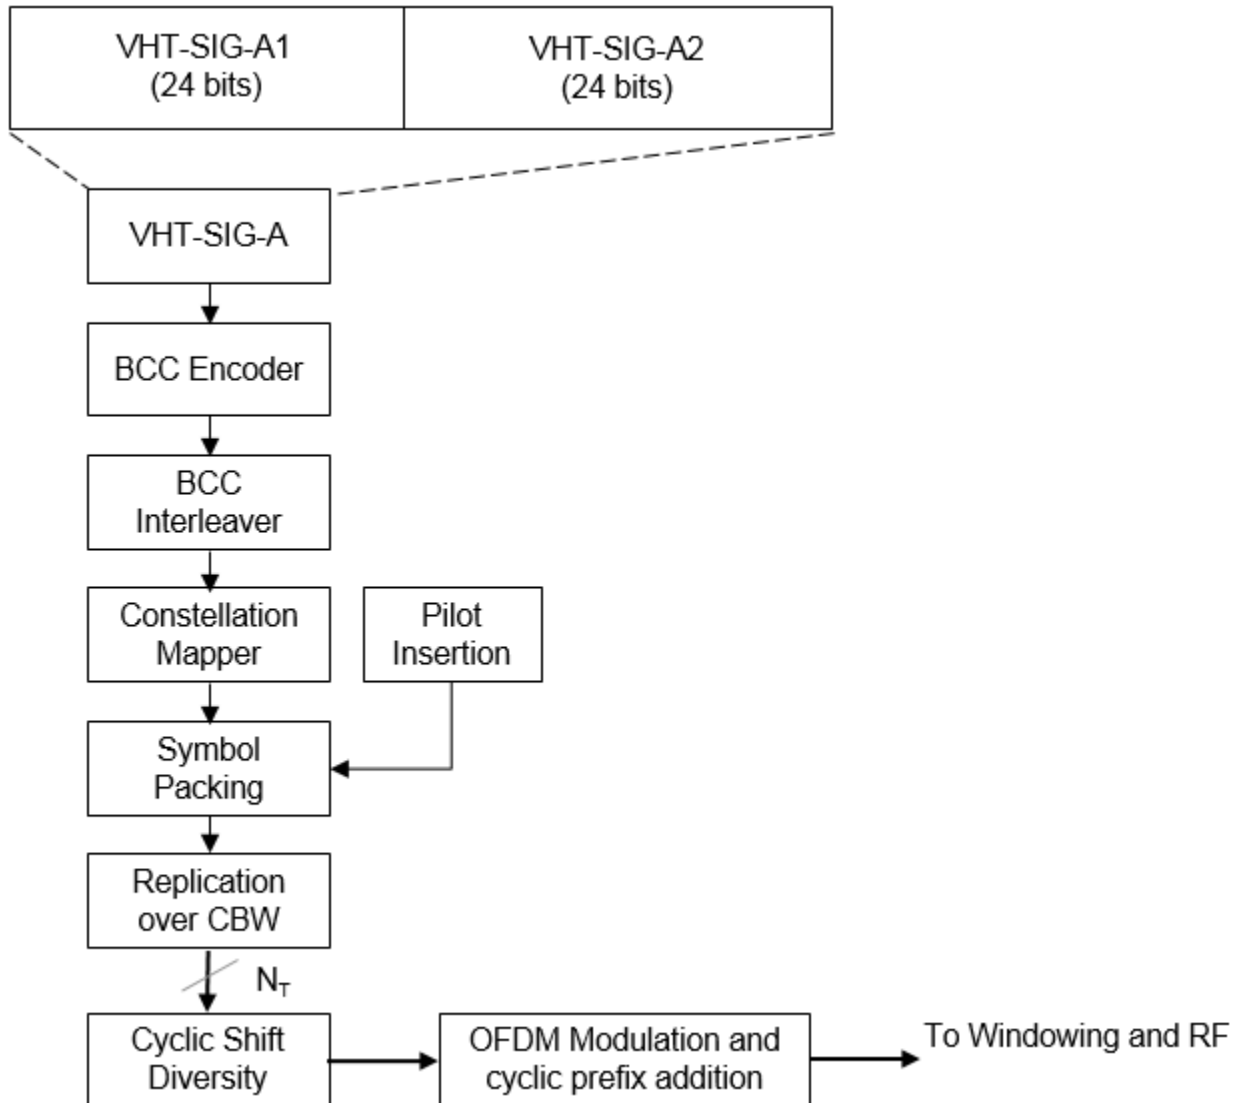 VHT-SIG-A1
(24 bits)
VHT-SIG-A2
(24 bits)
VHT-SIG-A
BCC Encoder
BCC
Interleaver
Constellation
Mapper
Pilot
Insertion
Symbol
Packing
Replication
over CBW
N_T
Cyclic Shift
Diversity
OFDM Modulation and
cyclic prefix addition
To Windowing and RF